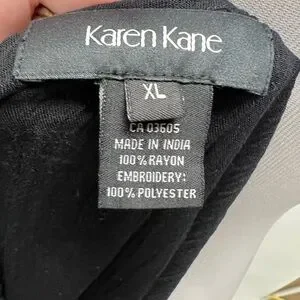 Karen Kane
XL
CA 03605
MADE IN INDIA
100% RAYON
EMBROIDERY:
100% POLYESTER